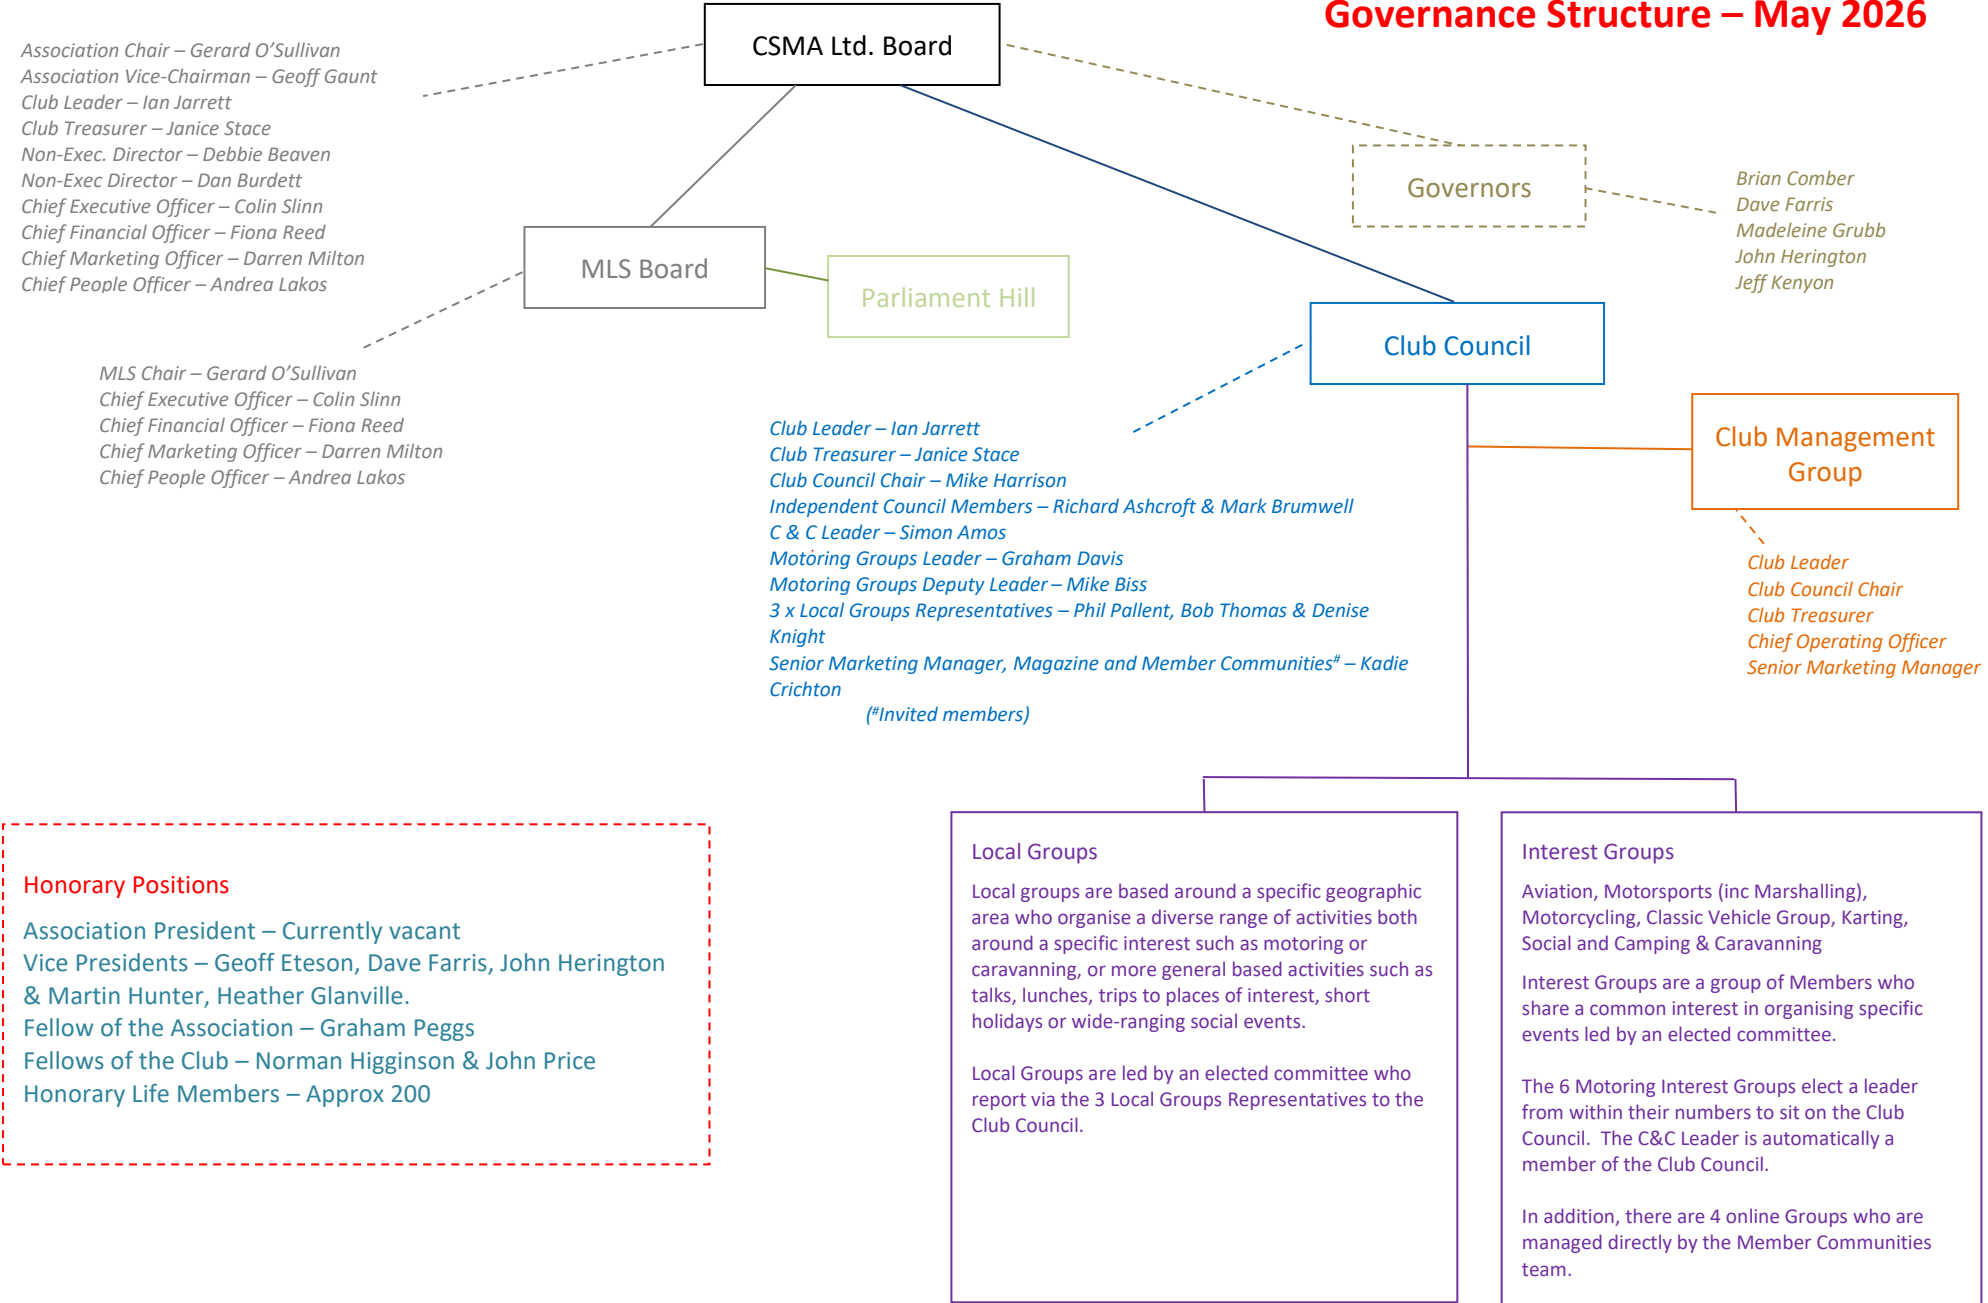 Governance Structure – May 2026
CSMA Ltd. Board
Association Chair – Gerard O’Sullivan
Association Vice-Chairman – Geoff Gaunt
Club Leader – Ian Jarrett
Club Treasurer – Janice Stace
Non-Exec. Director – Debbie Beaven
Non-Exec Director – Dan Burdett
Chief Executive Officer – Colin Slinn
Chief Financial Officer – Fiona Reed
Chief Marketing Officer – Darren Milton
Chief People Officer – Andrea Lakos
Governors
Brian Comber
Dave Farris
Madeleine Grubb
John Herington
Jeff Kenyon
MLS Board
Parliament Hill
MLS Chair – Gerard O’Sullivan
Chief Executive Officer – Colin Slinn
Chief Financial Officer – Fiona Reed
Chief Marketing Officer – Darren Milton
Chief People Officer – Andrea Lakos
Club Council
Club Leader – Ian Jarrett
Club Treasurer – Janice Stace
Club Council Chair – Mike Harrison
Independent Council Members – Richard Ashcroft & Mark Brumwell
C & C Leader – Simon Amos
Motoring Groups Leader – Graham Davis
Motoring Groups Deputy Leader – Mike Biss
3 x Local Groups Representatives – Phil Pallent, Bob Thomas & Denise
Knight
Senior Marketing Manager, Magazine and Member Communities# – Kadie
Crichton
(#Invited members)
Club Management
Group
Club Leader
Club Council Chair
Club Treasurer
Chief Operating Officer
Senior Marketing Manager
Honorary Positions
Association President – Currently vacant
Vice Presidents – Geoff Eteson, Dave Farris, John Herington
& Martin Hunter, Heather Glanville.
Fellow of the Association – Graham Peggs
Fellows of the Club – Norman Higginson & John Price
Honorary Life Members – Approx 200
Local Groups
Local groups are based around a specific geographic
area who organise a diverse range of activities both
around a specific interest such as motoring or
caravanning, or more general based activities such as
talks, lunches, trips to places of interest, short
holidays or wide-ranging social events.
Local Groups are led by an elected committee who
report via the 3 Local Groups Representatives to the
Club Council.
Interest Groups
Aviation, Motorsports (inc Marshalling),
Motorcycling, Classic Vehicle Group, Karting,
Social and Camping & Caravanning
Interest Groups are a group of Members who
share a common interest in organising specific
events led by an elected committee.
The 6 Motoring Interest Groups elect a leader
from within their numbers to sit on the Club
Council.  The C&C Leader is automatically a
member of the Club Council.
In addition, there are 4 online Groups who are
managed directly by the Member Communities
team.